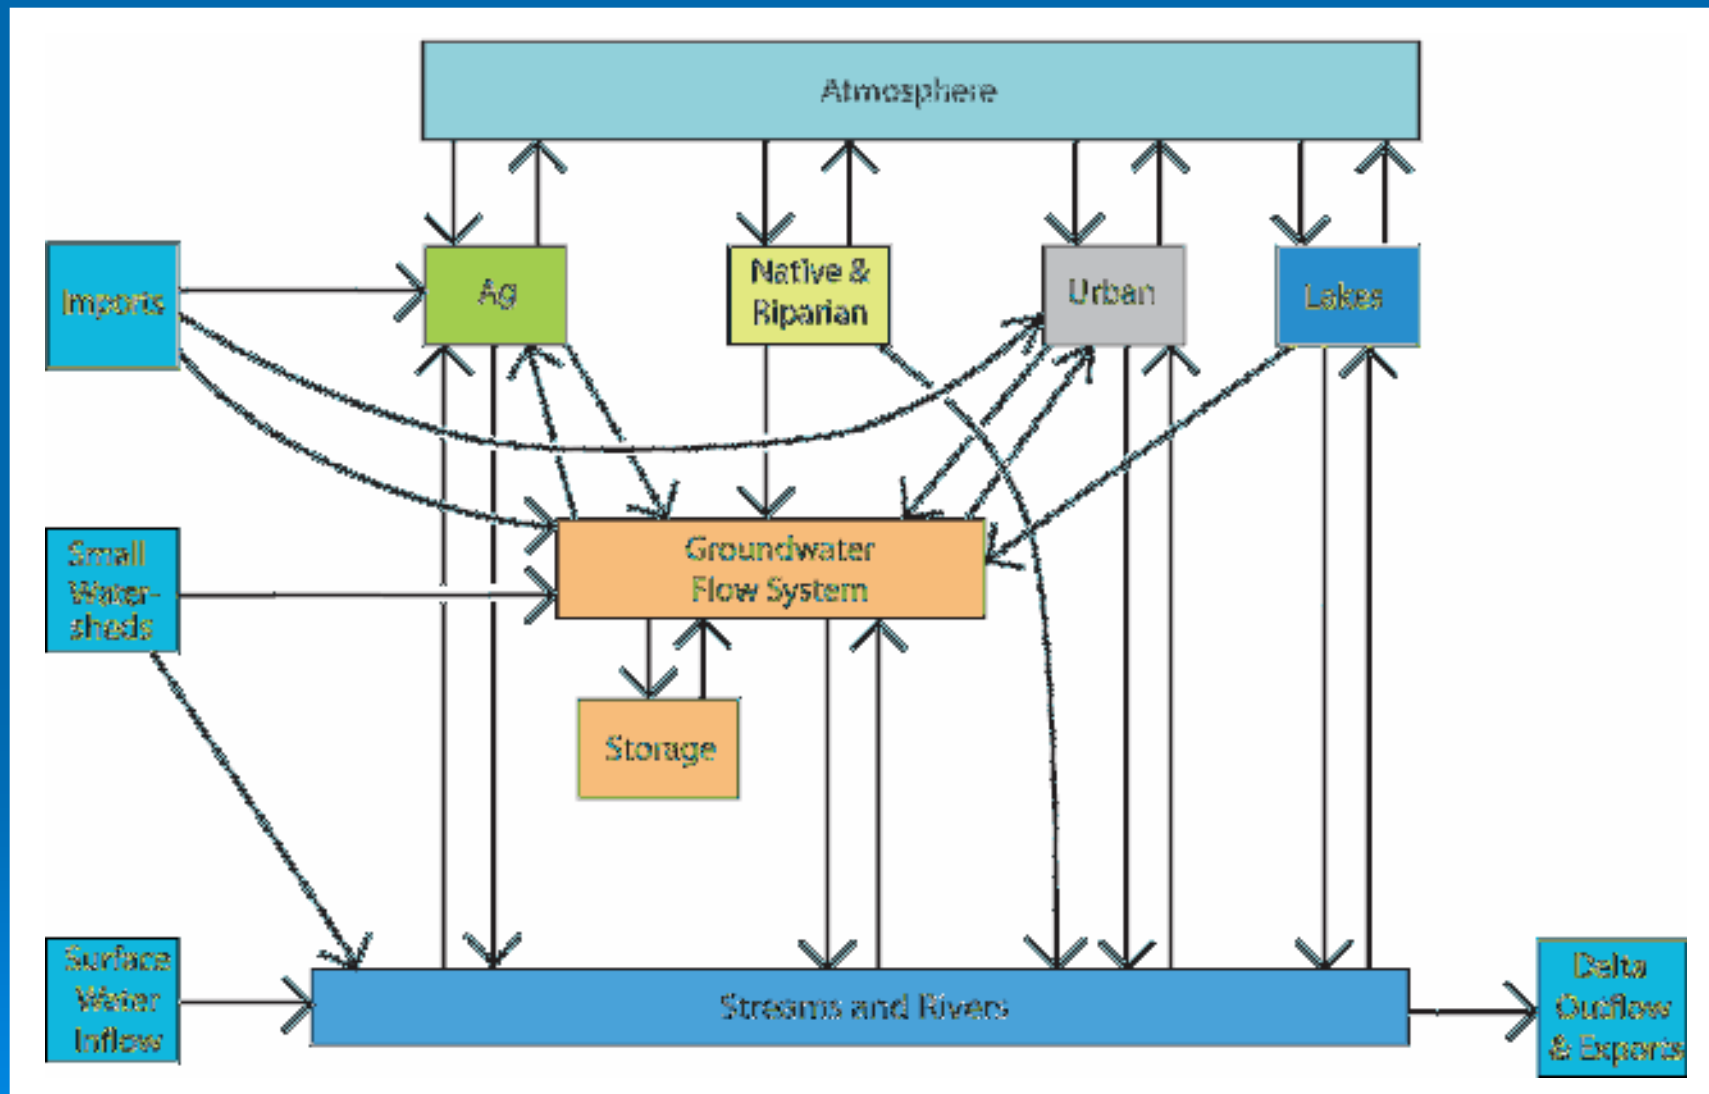 Atmosphere
Imports
Ag
Native &
Riparian
Urban
Lakes
Small
Water-
sheds
Groundwater
Flow System
Storage
Surface
Water
Inflow
Streams and Rivers
Delta
Outflow
& Exports